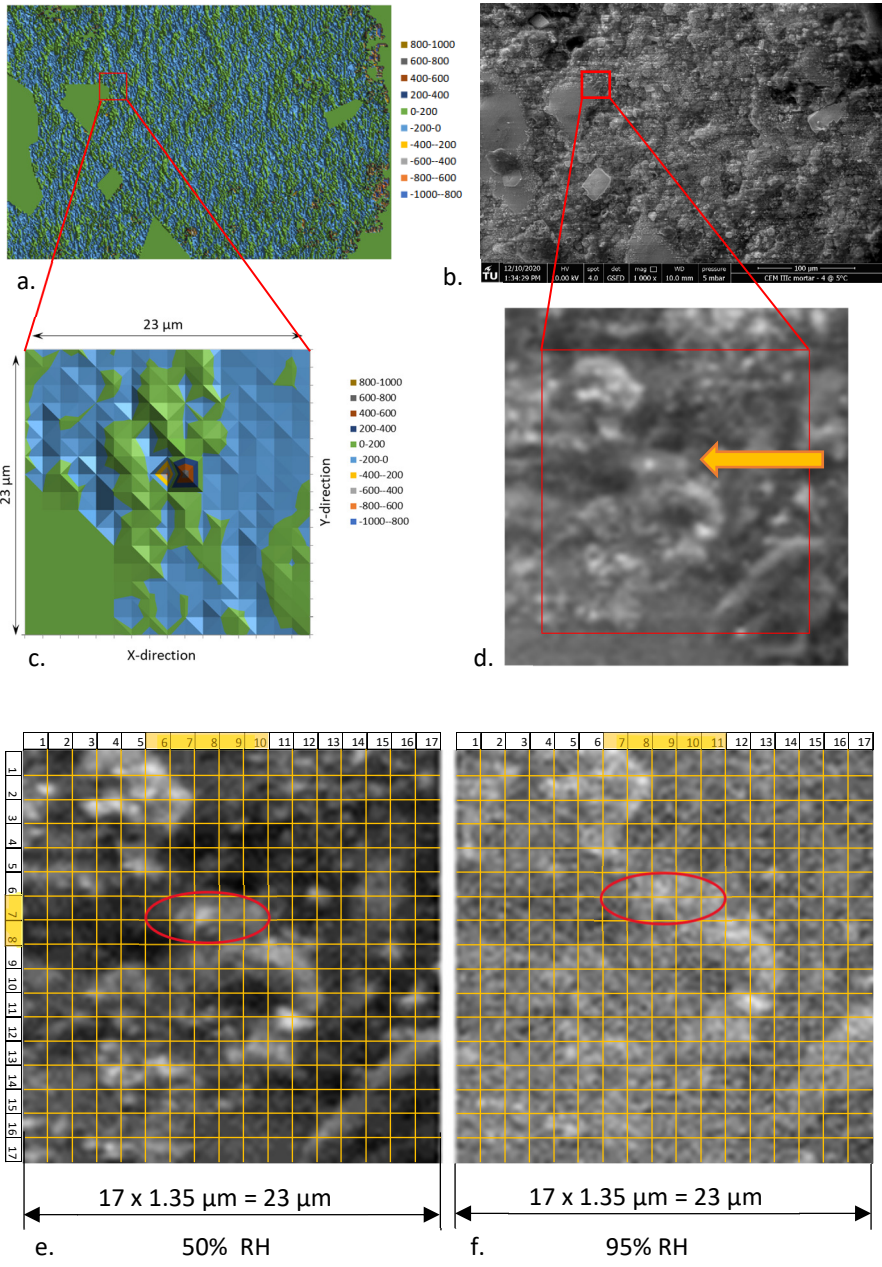 800-1000
600-800
400-600
200-400
0-200
-200-0
-400--200
-600--400
-800--600
-1000--800
a.
b.
TU
12/10/2020
1:34:29 PM
HV
10.00 kV
spot
4.0
det
GSED
mag
1 000 x
WD
10.0 mm
pressure
5 mbar
100 µm
CEM IIIc mortar - 4 @ 5°C
23 µm
23 µm
800-1000
600-800
400-600
200-400
0-200
-200-0
-400--200
-600--400
-800--600
-1000--800
Y-direction
X-direction
c.
d.
1 2 3 4 5 6 7 8 9 10 11 12 13 14 15 16 17
1 2 3 4 5 6 7 8 9 10 11 12 13 14 15 16 17
1
2
3
4
5
6
7
8
9
10
11
12
13
14
15
16
17
17 x 1.35 µm = 23 µm
17 x 1.35 µm = 23 µm
e.
50% RH
f.
95% RH